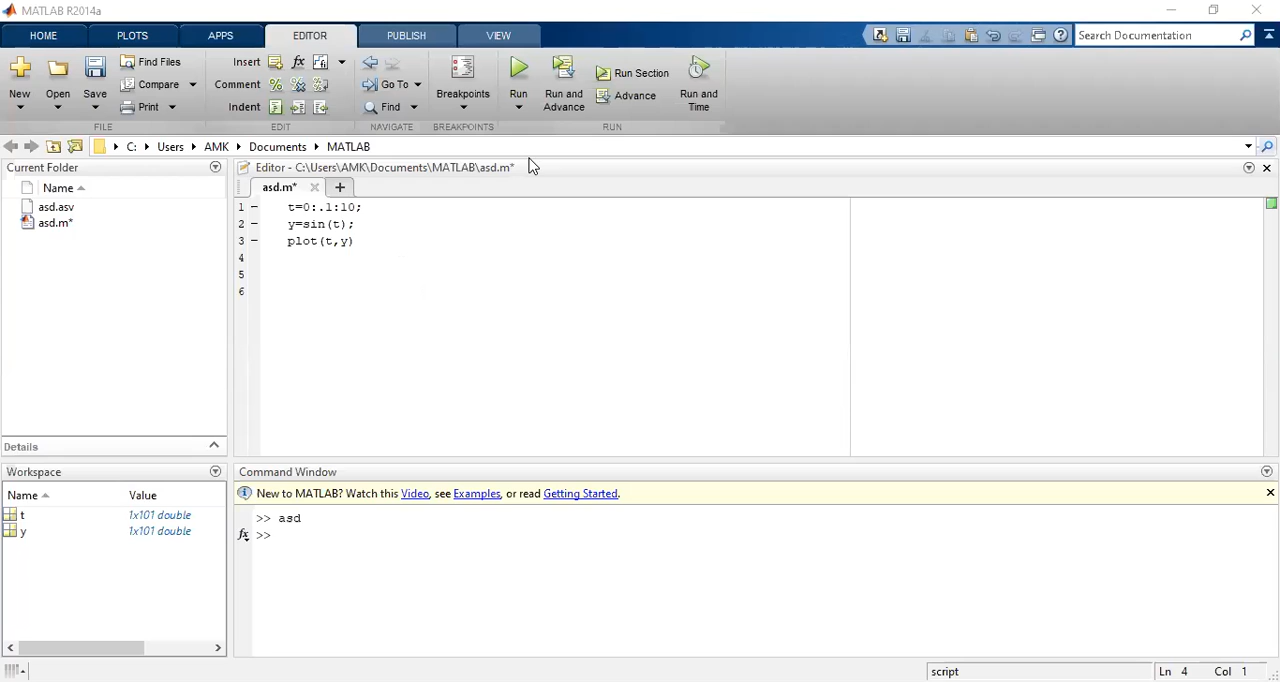 MATLAB R2014a
HOME PLOTS APPS EDITOR PUBLISH VIEW Search Documentation
New Open Save Find Files Compare Print Insert Comment Indent Go To Find Breakpoints Run Run and Advance Run Section Advance Run and Time
FILE EDIT NAVIGATE BREAKPOINTS RUN
C: Users AMK Documents MATLAB
Current Folder
Name
asd.asv
asd.m*
Editor - C:\Users\AMK\Documents\MATLAB\asd.m*
asd.m*
1 t=0:.1:10;
2 y=sin(t);
3 plot(t,y)
4
5
6
Details
Workspace
Name Value
t 1x101 double
y 1x101 double
Command Window
New to MATLAB? Watch this Video, see Examples, or read Getting Started.
>> asd
fx >>
script Ln 4 Col 1